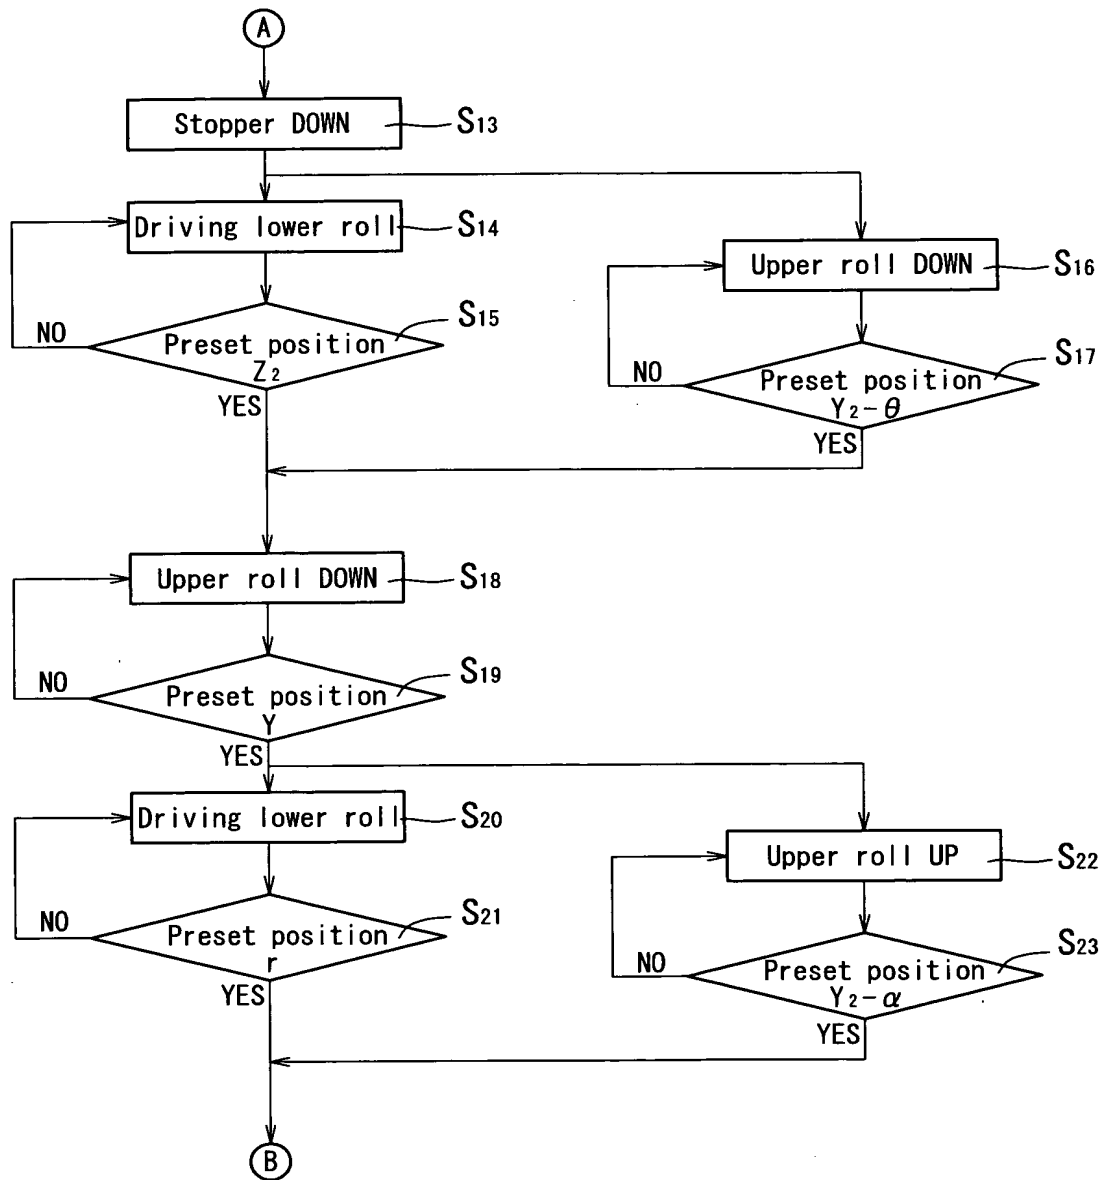 A
Stopper DOWN
S13
Driving lower roll
S14
Upper roll DOWN
S16
S15
NO
Preset position
Z2
YES
S17
NO
Preset position
Y2-θ
YES
Upper roll DOWN
S18
S19
NO
Preset position
Y
YES
Driving lower roll
S20
Upper roll UP
S22
S21
NO
Preset position
r
YES
S23
NO
Preset position
Y2-α
YES
B